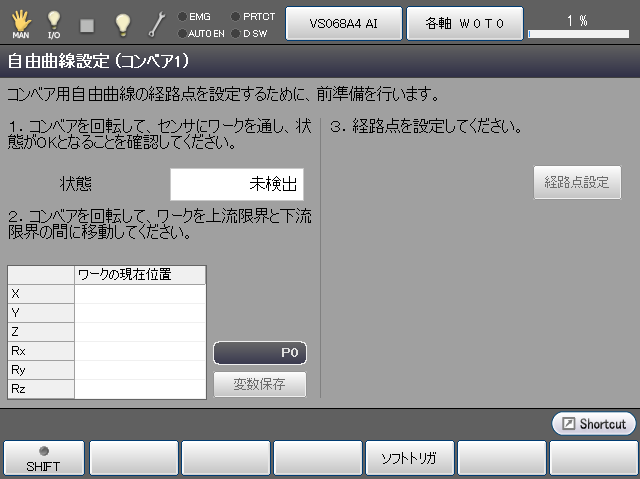 MAN
I/O
EMG
PRTCT
AUTOEN
DSW
VS068A4 AI
各軸 W0T0
1 %
自由曲線設定 (コンベア1)
コンベア用自由曲線の経路点を設定するために、前準備を行います。
1. コンベアを回転して、センサにワークを通し、状
態がOKとなることを確認してください。
状態
未検出
2. コンベアを回転して、ワークを上流限界と下流
限界の間に移動してください。
ワークの現在位置
X
Y
Z
Rx
Ry
Rz
P0
変数保存
3. 経路点を設定してください。
経路点設定
Shortcut
SHIFT
ソフトトリガ